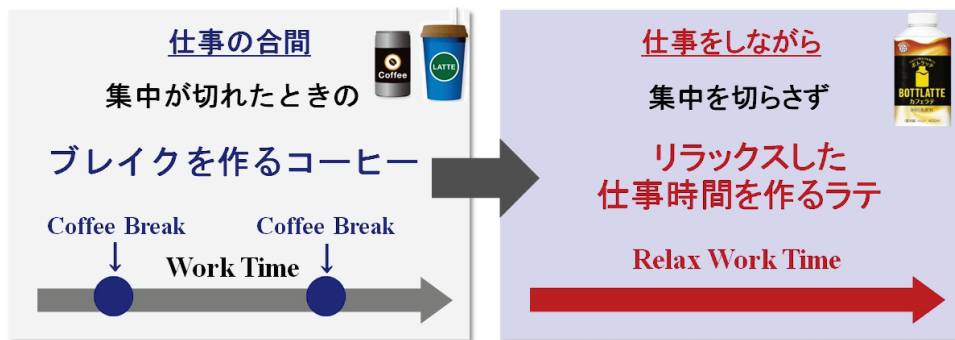 仕事の合間
集中が切れたときの
ブレイクを作るコーヒー
Coffee
LATTE
Coffee Break
Coffee Break
Work Time
仕事をしながら
集中を切らさず
リラックスした
仕事時間を作るラテ
BOTTLATTE
カフェラテ
Relax Work Time